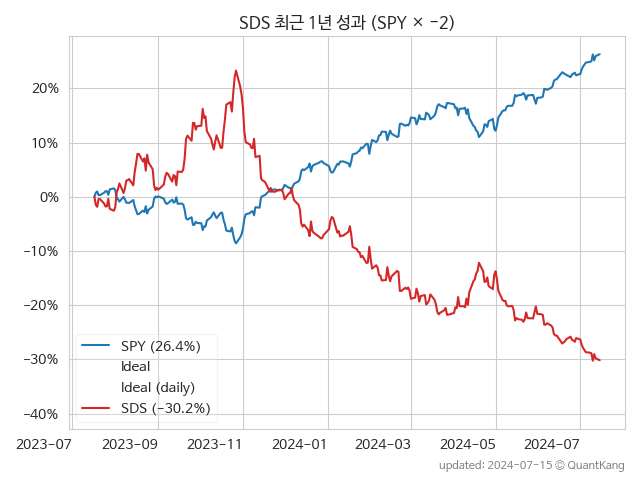 SDS 최근 1년 성과 (SPY × −2)
20%
10%
0%
−10%
−20%
−30%
−40%
SPY (26.4%)
Ideal
Ideal (daily)
SDS (−30.2%)
2023−07
2023−09
2023−11
2024−01
2024−03
2024−05
2024−07
updated: 2024−07−15 © QuantKang